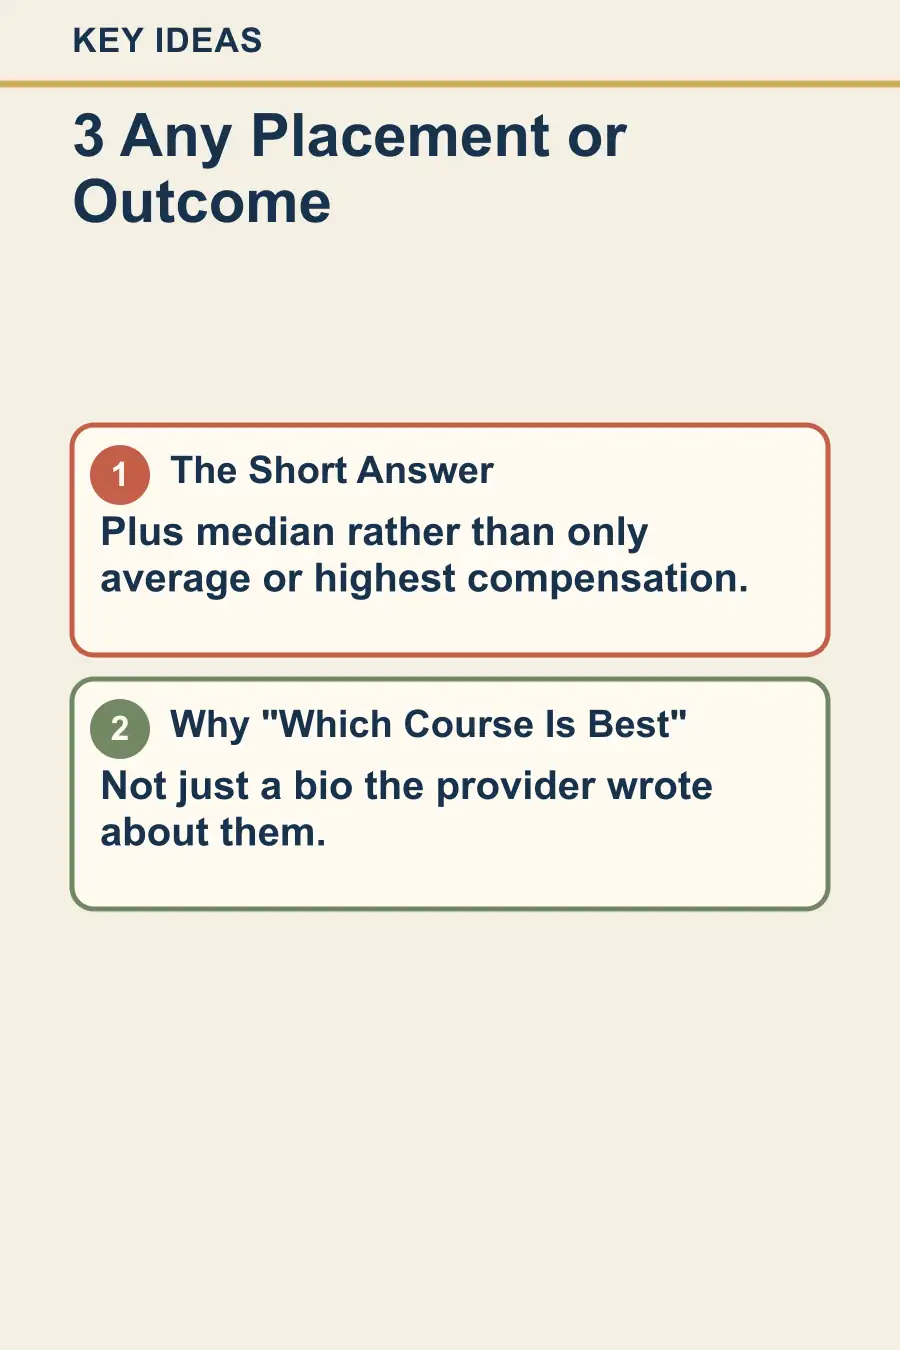 KEY IDEAS
3 Any Placement or
Outcome
1 The Short Answer
Plus median rather than only
average or highest compensation.
2 Why "Which Course Is Best"
Not just a bio the provider wrote
about them.